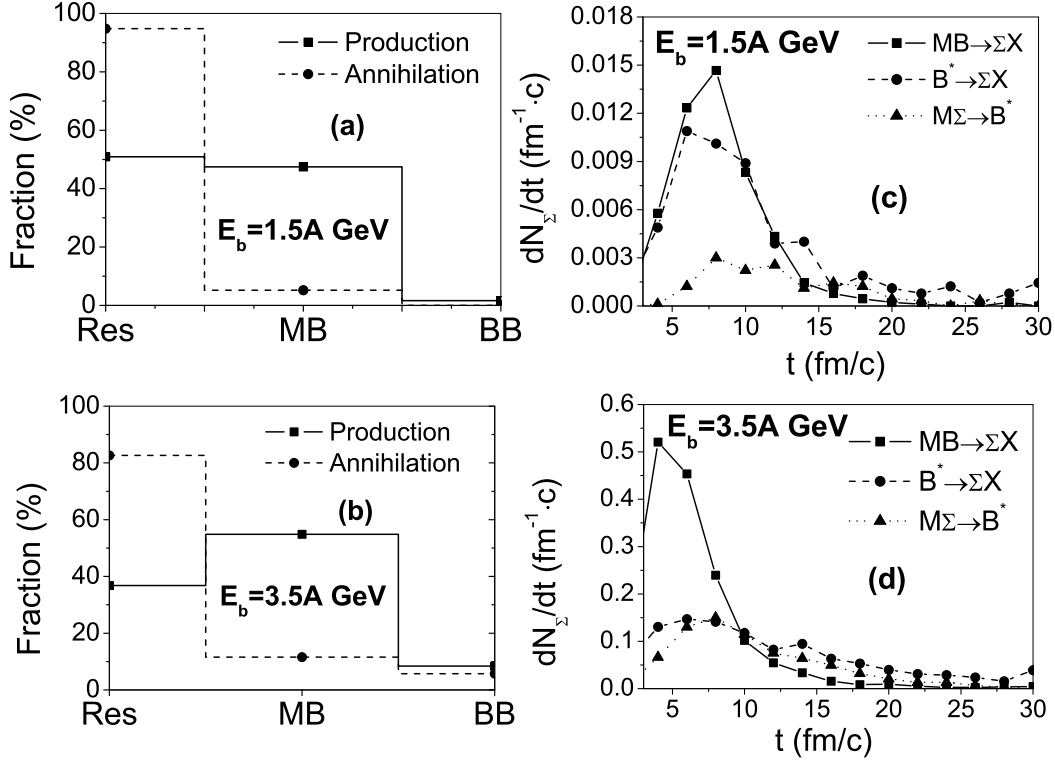 100
80
60
40
20
0
Fraction (%)
Production
Annihilation
(a)
E_b=1.5A GeV
Res MB BB
0.018
0.015
0.012
0.009
0.006
0.003
0.000
dN_Σ/dt (fm⁻¹·c)
E_b=1.5A GeV
MB→ΣX
B*→ΣX
MΣ→B*
(c)
5 10 15 20 25 30
t (fm/c)
100
80
60
40
20
0
Fraction (%)
Production
Annihilation
(b)
E_b=3.5A GeV
Res MB BB
0.6
0.5
0.4
0.3
0.2
0.1
0.0
dN_Σ/dt (fm⁻¹·c)
E_b=3.5A GeV
MB→ΣX
B*→ΣX
MΣ→B*
(d)
5 10 15 20 25 30
t (fm/c)